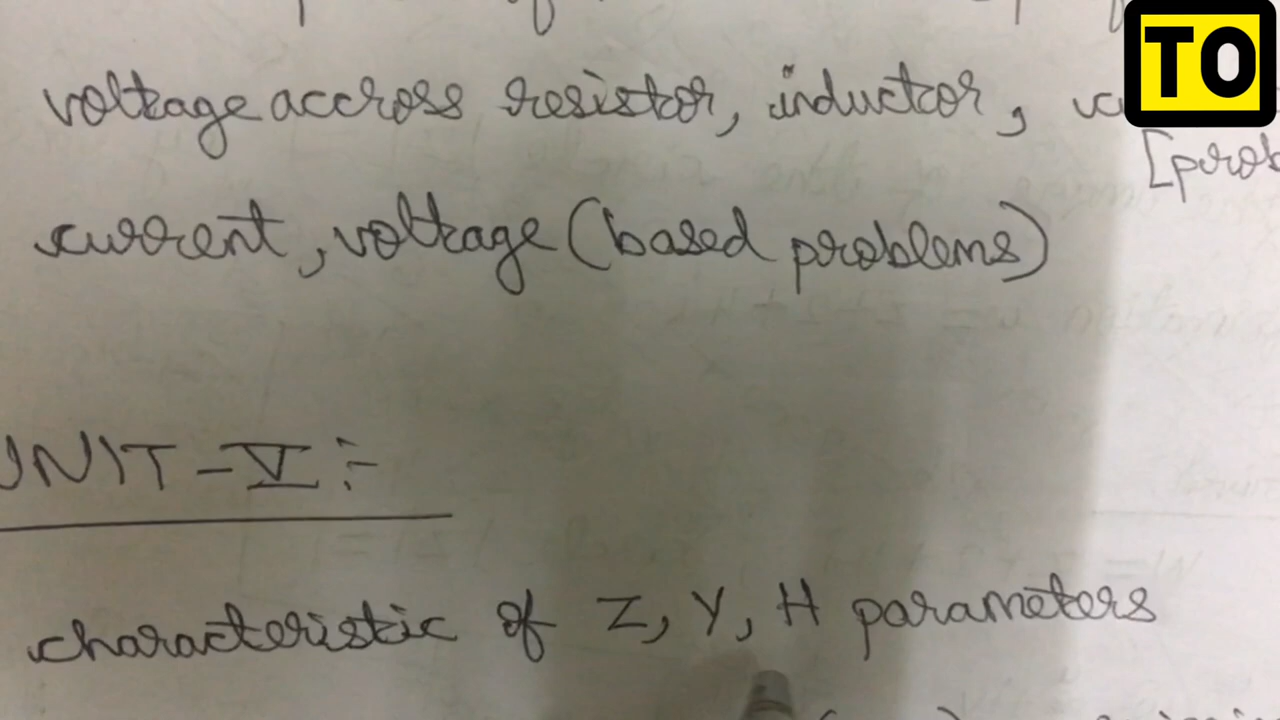 TO
voltage accross resistor, inductor,
[prob
current, voltage (based problems)
UNIT-V :-
characteristic of Z, Y, H parameters